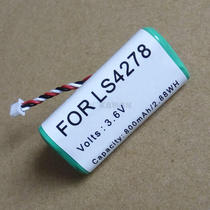 FOR LS4278
Volts: 3.6V
Capacity: 800mAh/2.88WH